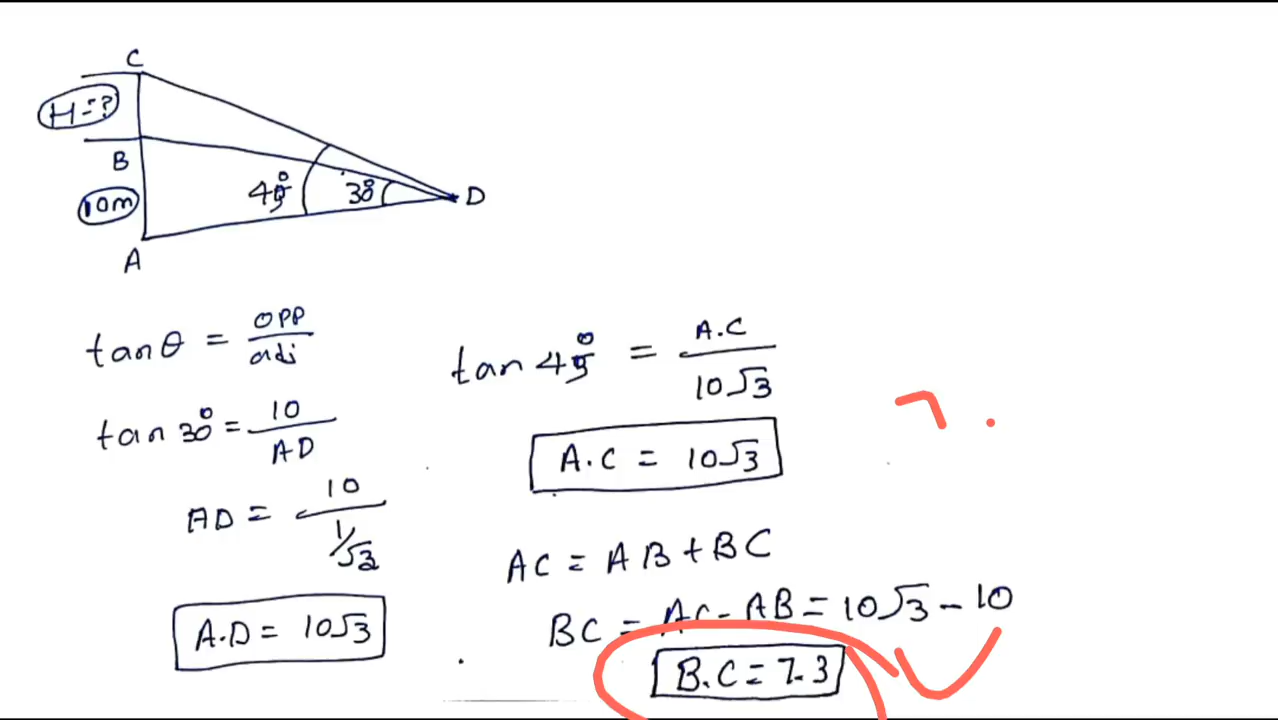 C
H=?
B
10m
45° 30° D
A
tanθ = opp/adj
tan 30° = 10/AD
AD = 10/1/√3
A.D = 10√3
tan 45° = A.C/10√3
A.C = 10√3
AC = AB + BC
BC = AC - AB = 10√3 - 10
B.C = 7.3